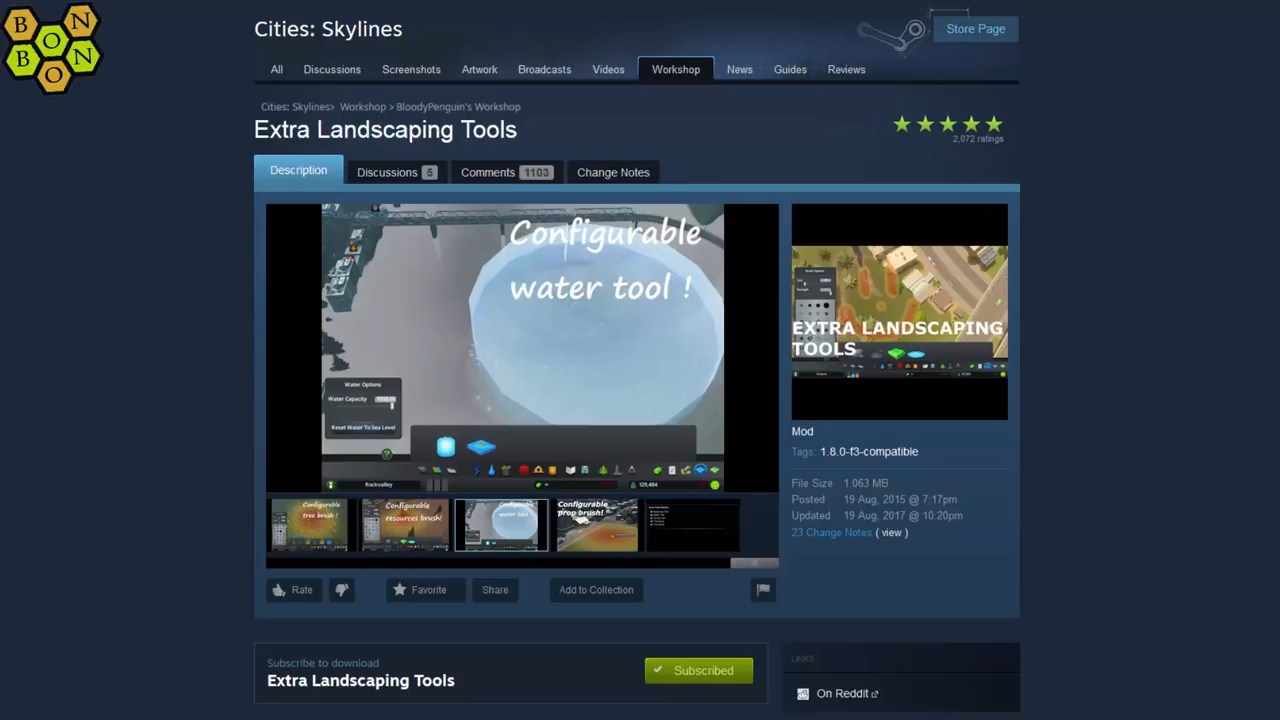 B N
O
B N
O
Cities: Skylines
Store Page
All Discussions Screenshots Artwork Broadcasts Videos Workshop News Guides Reviews
Cities: Skylines> Workshop > BloodyPenguin's Workshop
Extra Landscaping Tools
2,072 ratings
Description Discussions 5 Comments 1103 Change Notes
Configurable
water tool !
Water Options
Water Capacity
Reset Water To Sea Level
Rockvalley
129,484
EXTRA LANDSCAPING
TOOLS
Mod
Tags: 1.8.0-f3-compatible
File Size 1.063 MB
Posted 19 Aug, 2015 @ 7:17pm
Updated 19 Aug, 2017 @ 10:20pm
23 Change Notes ( view )
Configurable
tree brush !
Configurable
resources brush!
Configurable
water tool !
Configurable
prop brush!
Rate Favorite Share Add to Collection
Subscribe to download
Extra Landscaping Tools
Subscribed
LINKS
On Reddit